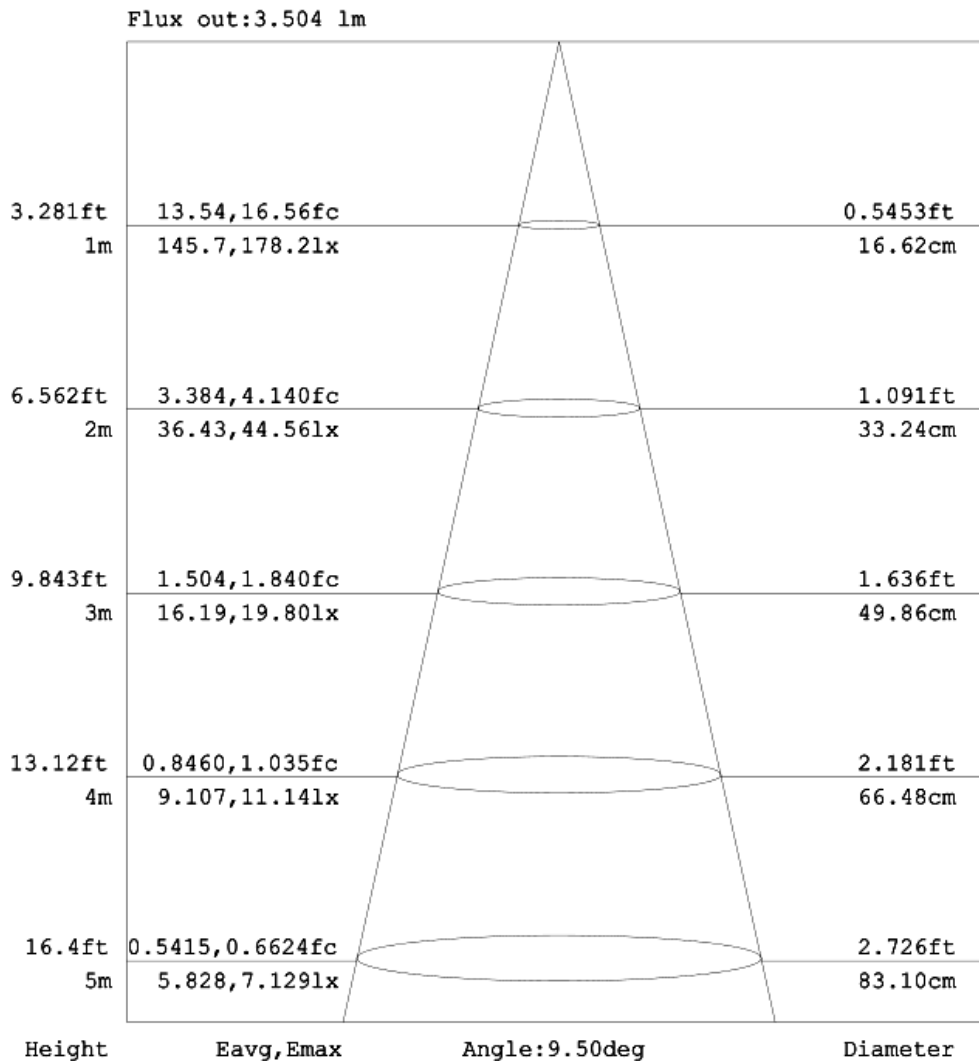 Flux out:3.504 lm
3.281ft 13.54,16.56fc 0.5453ft
1m 145.7,178.2lx 16.62cm
6.562ft 3.384,4.140fc 1.091ft
2m 36.43,44.56lx 33.24cm
9.843ft 1.504,1.840fc 1.636ft
3m 16.19,19.80lx 49.86cm
13.12ft 0.8460,1.035fc 2.181ft
4m 9.107,11.14lx 66.48cm
16.4ft 0.5415,0.6624fc 2.726ft
5m 5.828,7.129lx 83.10cm
Height Eavg,Emax Angle:9.50deg Diameter